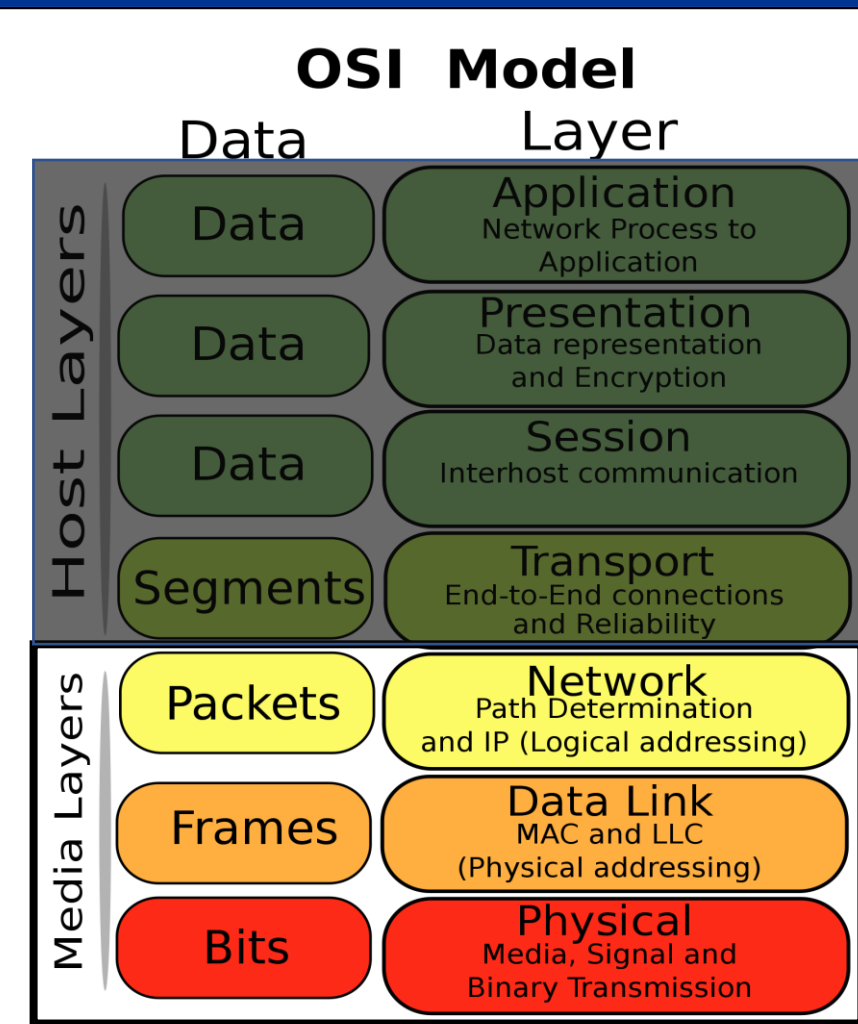 OSI Model
Data
Layer
Host Layers
Data
Application
Network Process to
Application
Data
Presentation
Data representation
and Encryption
Data
Session
Interhost communication
Segments
Transport
End-to-End connections
and Reliability
Media Layers
Packets
Network
Path Determination
and IP (Logical addressing)
Frames
Data Link
MAC and LLC
(Physical addressing)
Bits
Physical
Media, Signal and
Binary Transmission